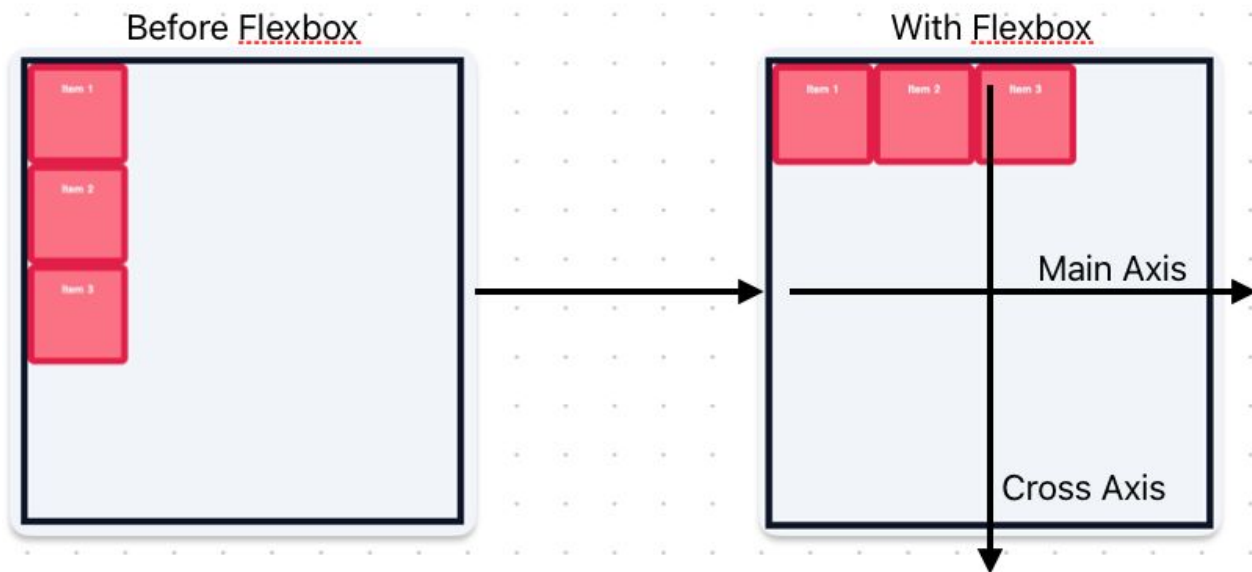 Before Flexbox
Item 1
Item 2
Item 3
With Flexbox
Item 1 Item 2 Item 3
Main Axis
Cross Axis